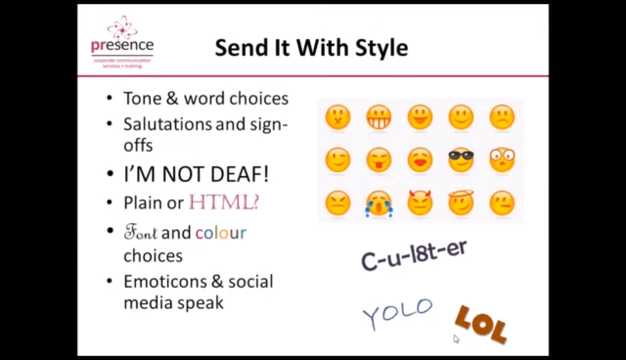 presence
corporate communication
services + training
Send It With Style
• Tone & word choices
• Salutations and sign-
offs
• I'M NOT DEAF!
• Plain or HTML?
• Font and colour
choices
• Emoticons & social
media speak
C-u-l8t-er
YOLO
LOL